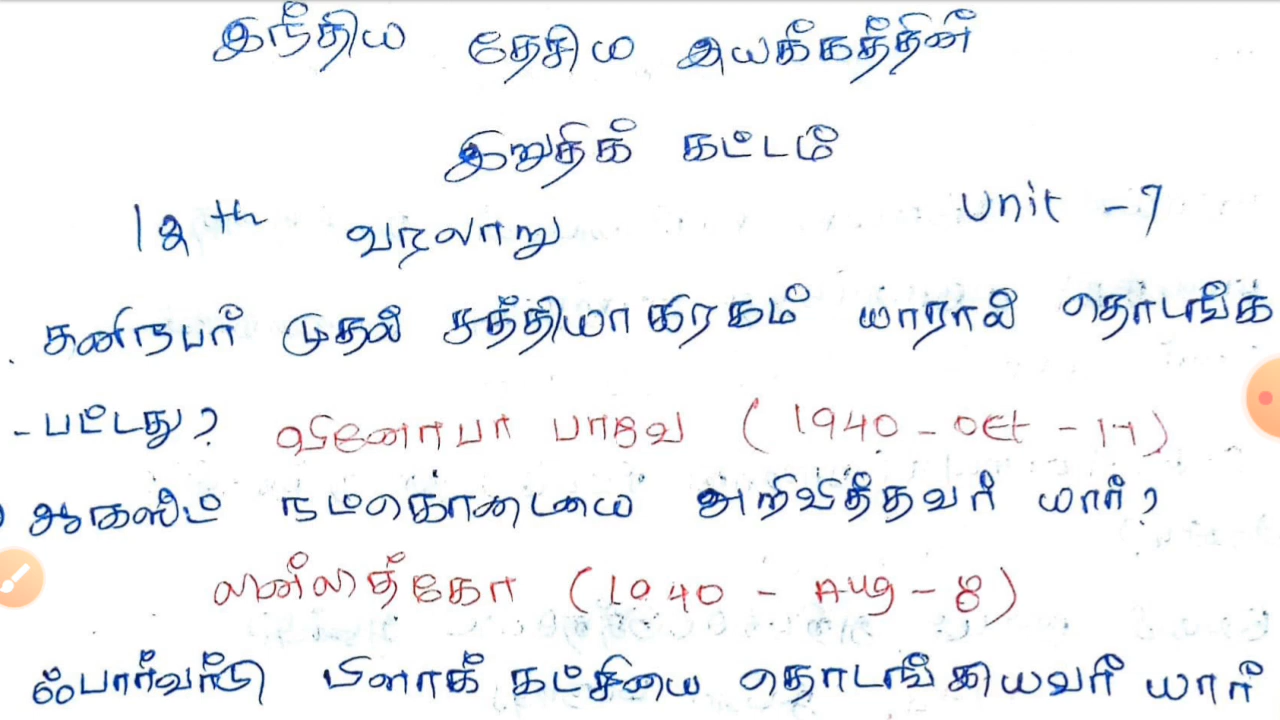 இந்திய தேசிய இயக்கத்தின்
இறுதிக் கட்டம்
12th வரலாறு Unit - 7
தனிநபர் முதல் சத்தியாகிரகம் யாரால் தொடங்க
- பட்டது? வினோபா பாவே (1940 - Oct - 17)
ஆகஸ்ட் நன்கொடையை அறிவித்தவர் யார்?
லின்லித்கோ (1940 - Aug - 8)
ஃபார்வர்டு பிளாக் கட்சியை தொடங்கியவர் யார்